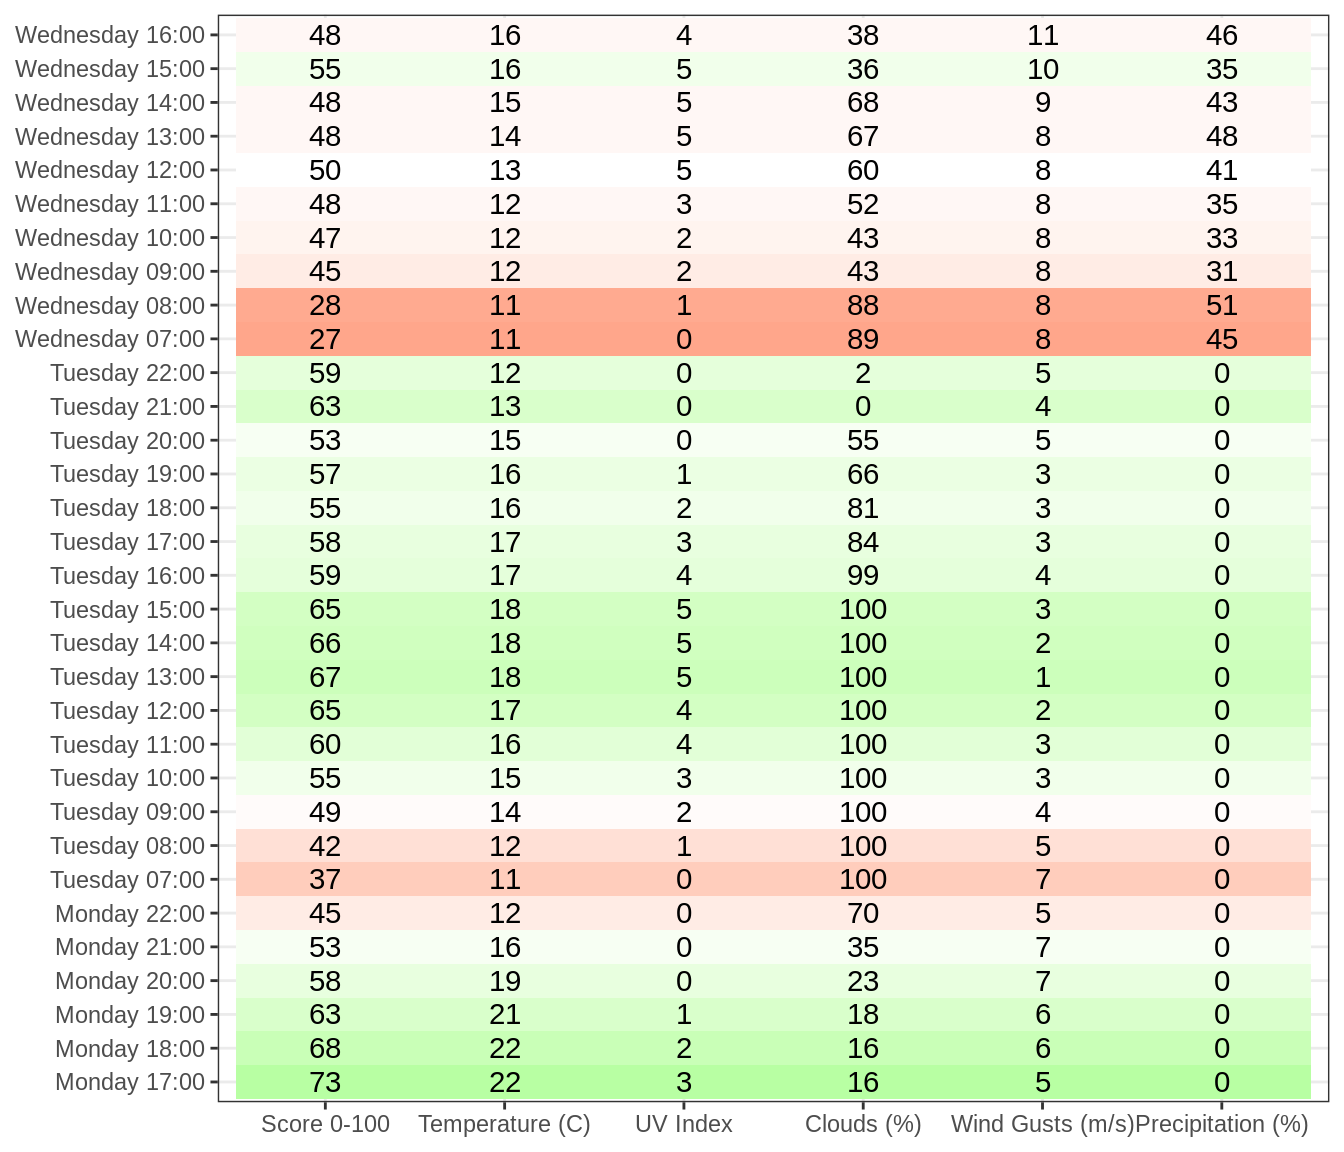 Wednesday 16:00 48 16 4 38 11 46
Wednesday 15:00 55 16 5 36 10 35
Wednesday 14:00 48 15 5 68 9 43
Wednesday 13:00 48 14 5 67 8 48
Wednesday 12:00 50 13 5 60 8 41
Wednesday 11:00 48 12 3 52 8 35
Wednesday 10:00 47 12 2 43 8 33
Wednesday 09:00 45 12 2 43 8 31
Wednesday 08:00 28 11 1 88 8 51
Wednesday 07:00 27 11 0 89 8 45
Tuesday 22:00 59 12 0 2 5 0
Tuesday 21:00 63 13 0 0 4 0
Tuesday 20:00 53 15 0 55 5 0
Tuesday 19:00 57 16 1 66 3 0
Tuesday 18:00 55 16 2 81 3 0
Tuesday 17:00 58 17 3 84 3 0
Tuesday 16:00 59 17 4 99 4 0
Tuesday 15:00 65 18 5 100 3 0
Tuesday 14:00 66 18 5 100 2 0
Tuesday 13:00 67 18 5 100 1 0
Tuesday 12:00 65 17 4 100 2 0
Tuesday 11:00 60 16 4 100 3 0
Tuesday 10:00 55 15 3 100 3 0
Tuesday 09:00 49 14 2 100 4 0
Tuesday 08:00 42 12 1 100 5 0
Tuesday 07:00 37 11 0 100 7 0
Monday 22:00 45 12 0 70 5 0
Monday 21:00 53 16 0 35 7 0
Monday 20:00 58 19 0 23 7 0
Monday 19:00 63 21 1 18 6 0
Monday 18:00 68 22 2 16 6 0
Monday 17:00 73 22 3 16 5 0
Score 0-100 Temperature (C) UV Index Clouds (%) Wind Gusts (m/s) Precipitation (%)